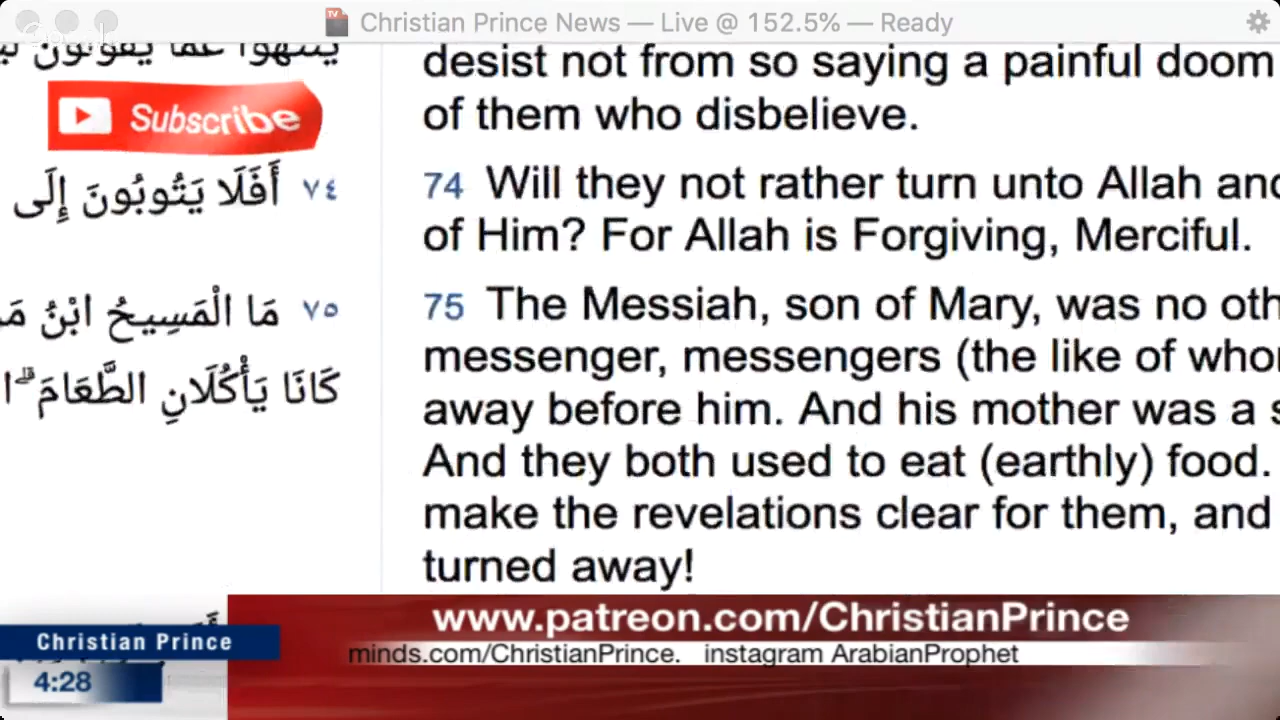 Christian Prince News — Live @ 152.5% — Ready
ينتهوا عما يقولون
Subscribe
desist not from so saying a painful doom
of them who disbelieve.
٧٤ أَفَلَا يَتُوبُونَ إِلَى
74 Will they not rather turn unto Allah and
of Him? For Allah is Forgiving, Merciful.
٧٥ مَا الْمَسِيحُ ابْنُ
كَانَا يَأْكُلَانِ الطَّعَامَ ۗ
75 The Messiah, son of Mary, was no oth
messenger, messengers (the like of whom
away before him. And his mother was a s
And they both used to eat (earthly) food.
make the revelations clear for them, and
turned away!
www.patreon.com/ChristianPrince
Christian Prince
minds.com/ChristianPrince. instagram ArabianProphet
4:28